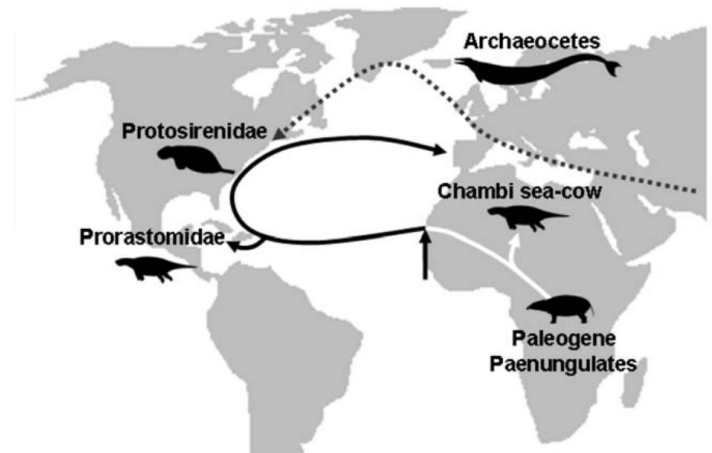 Archaeocetes
Protosirenidae
Chambi sea-cow
Prorastomidae
Paleogene
Paenungulates